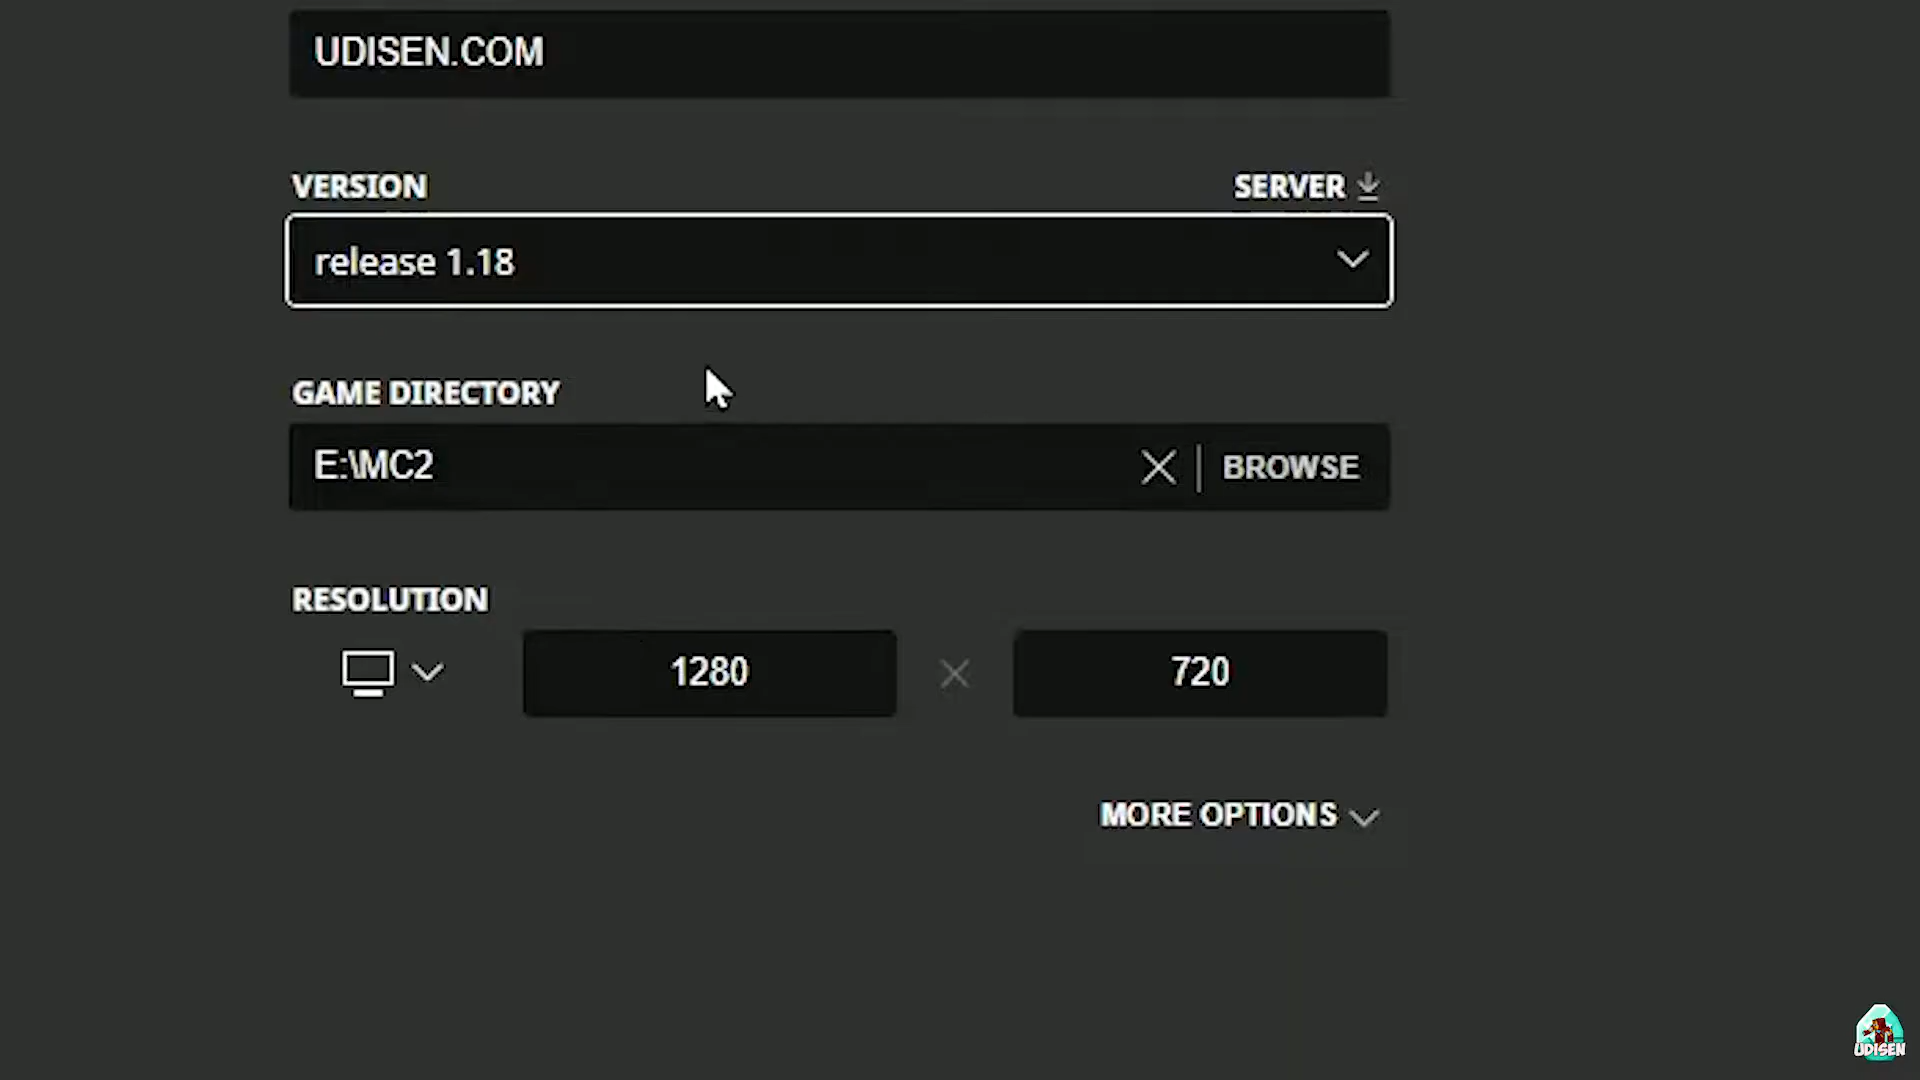 UDISEN.COM
VERSION
SERVER
release 1.18
GAME DIRECTORY
E:\MC2
BROWSE
RESOLUTION
1280
720
MORE OPTIONS
UDISEN